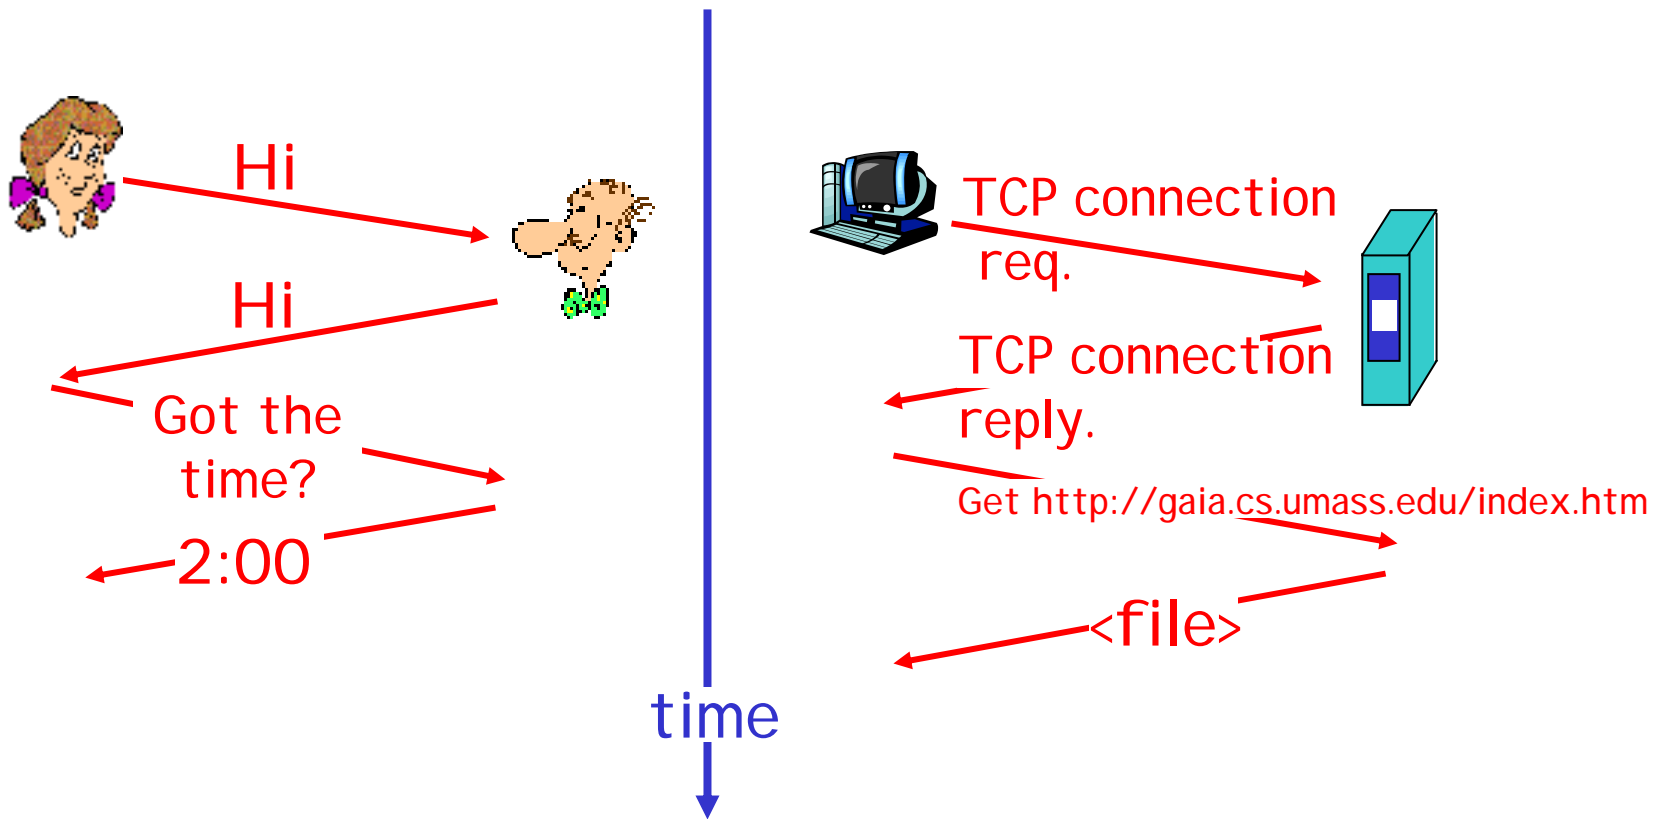 Hi
Hi
Got the
time?
2:00
time
TCP connection
req.
TCP connection
reply.
Get http://gaia.cs.umass.edu/index.htm
<file>